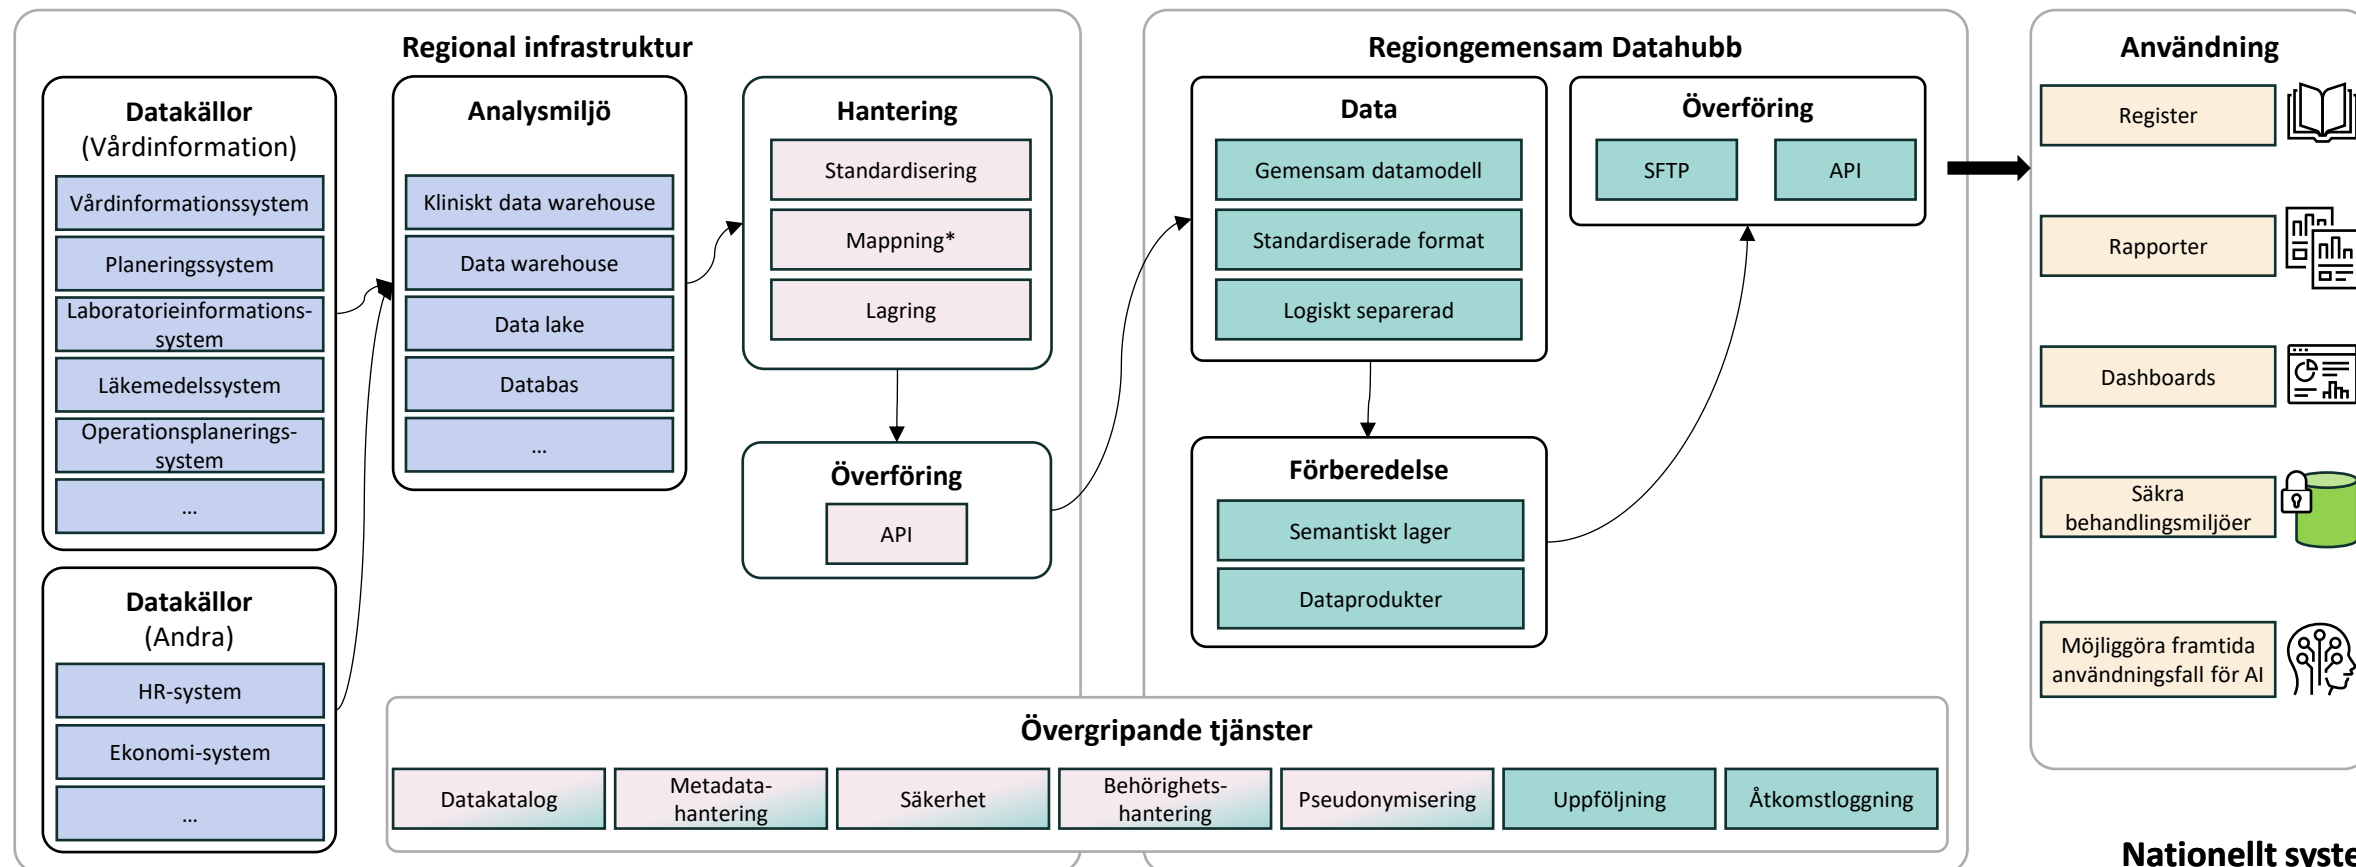 Regional infrastruktur
Datakällor
(Vårdinformation)
Vårdinformationssystem
Planeringssystem
Laboratorieinformations-
system
Läkemedelssystem
Operationsplanerings-
system
...
Datakällor
(Andra)
HR-system
Ekonomi-system
...
Analysmiljö
Kliniskt data warehouse
Data warehouse
Data lake
Databas
...
Hantering
Standardisering
Mappning*
Lagring
Överföring
API
Regiongemensam Datahubb
Data
Gemensam datamodell
Standardiserade format
Logiskt separerad
Förberedelse
Semantiskt lager
Dataprodukter
Överföring
SFTP
API
Övergripande tjänster
Datakatalog
Metadata-
hantering
Säkerhet
Behörighets-
hantering
Pseudonymisering
Uppföljning
Åtkomstloggning
Användning
Register
Rapporter
Dashboards
Säkra
behandlingsmiljöer
Möjliggöra framtida
användningsfall för AI
Nationellt syste